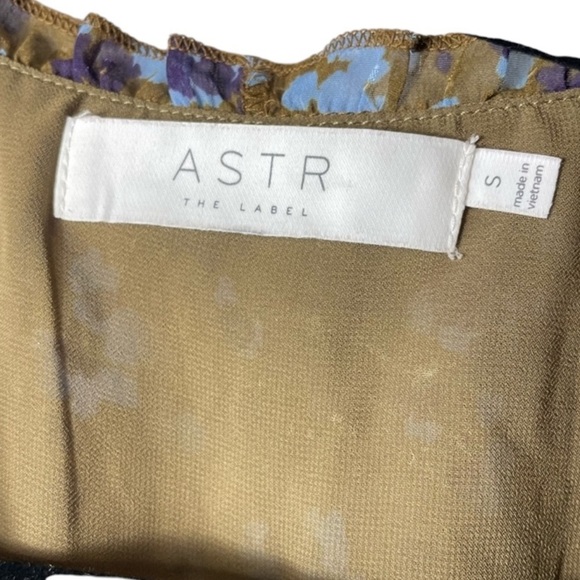 ASTR
THE LABEL
S
made in
vietnam